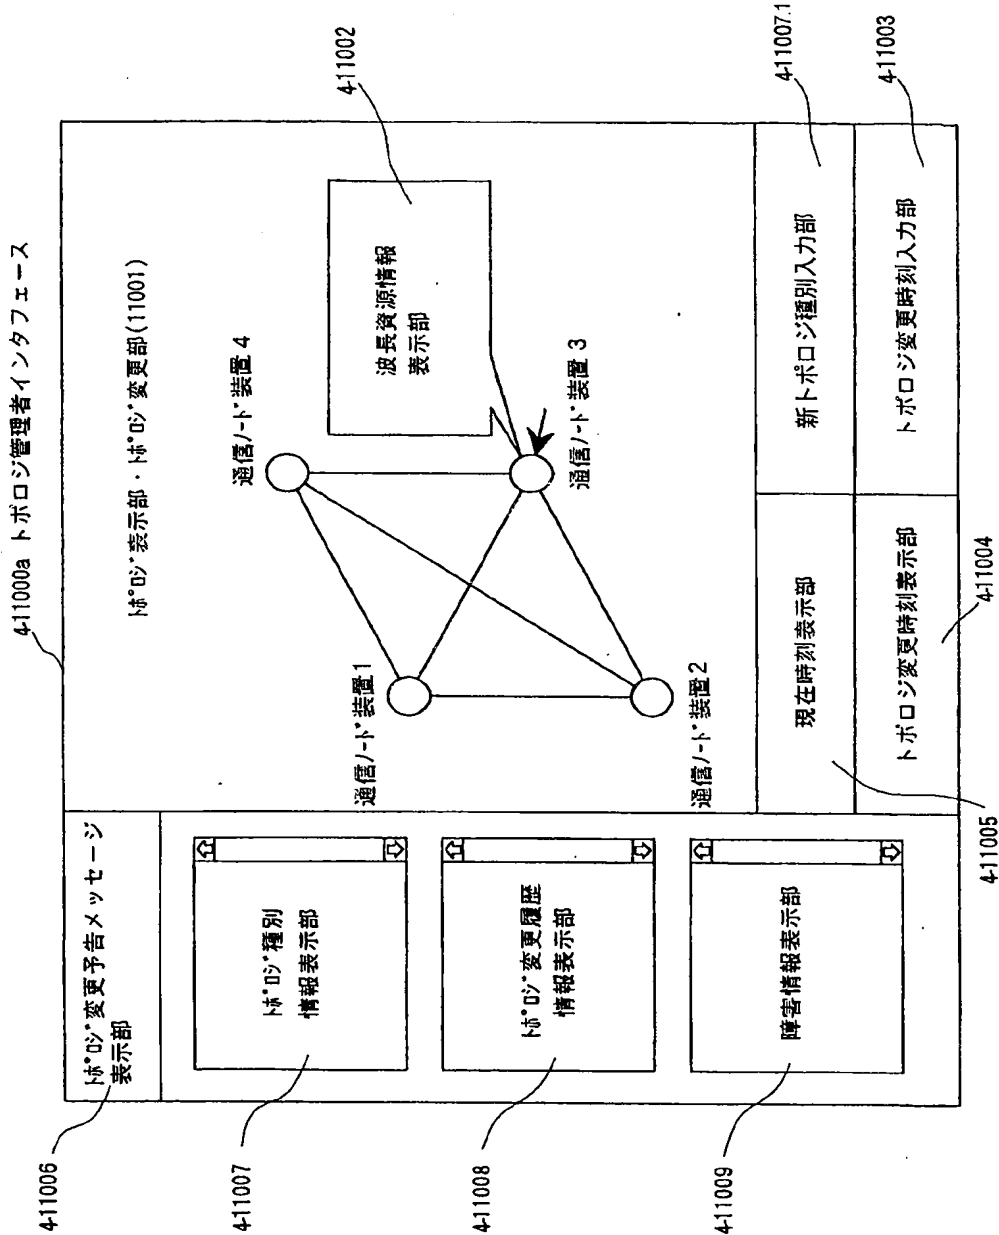 4-11000a トポロジ管理者インタフェース
4-11006
トポロジ変更予告メッセージ
表示部
トポロジ表示部・トポロジ変更部(11001)
4-11002
波長資源情報
表示部
通信ノード装置4
通信ノード装置1
通信ノード装置3
通信ノード装置2
4-11007
トポロジ種別
情報表示部
4-11008
トポロジ変更履歴
情報表示部
4-11009
障害情報表示部
現在時刻表示部
新トポロジ種別入力部
4-11007.1
トポロジ変更時刻表示部
トポロジ変更時刻入力部
4-11003
4-11005
4-11004